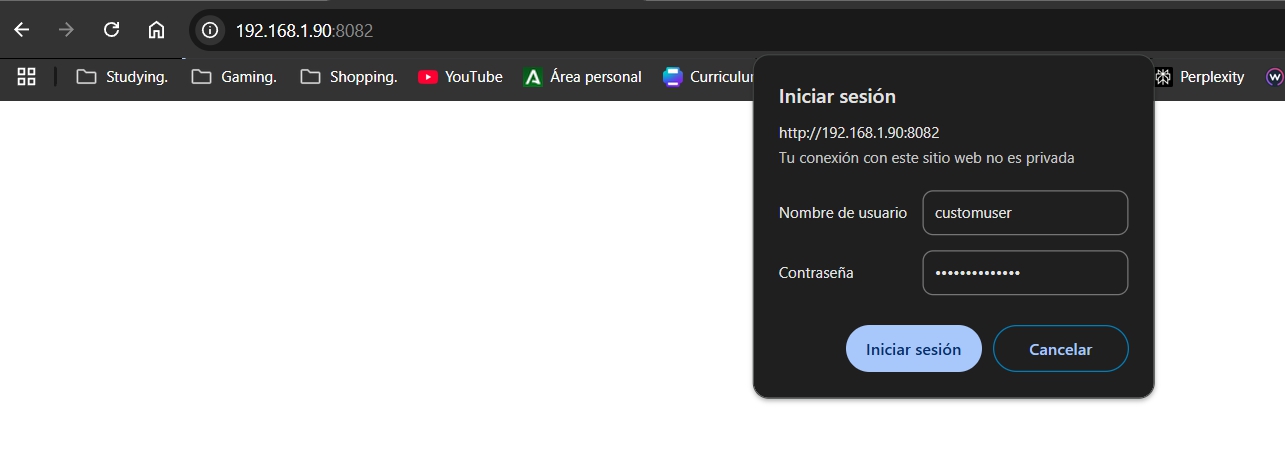 192.168.1.90:8082
Studying.
Gaming.
Shopping.
YouTube
Área personal
Perplexity
Iniciar sesión
http://192.168.1.90:8082
Tu conexión con este sitio web no es privada
Nombre de usuario
customuser
Contraseña
Iniciar sesión
Cancelar